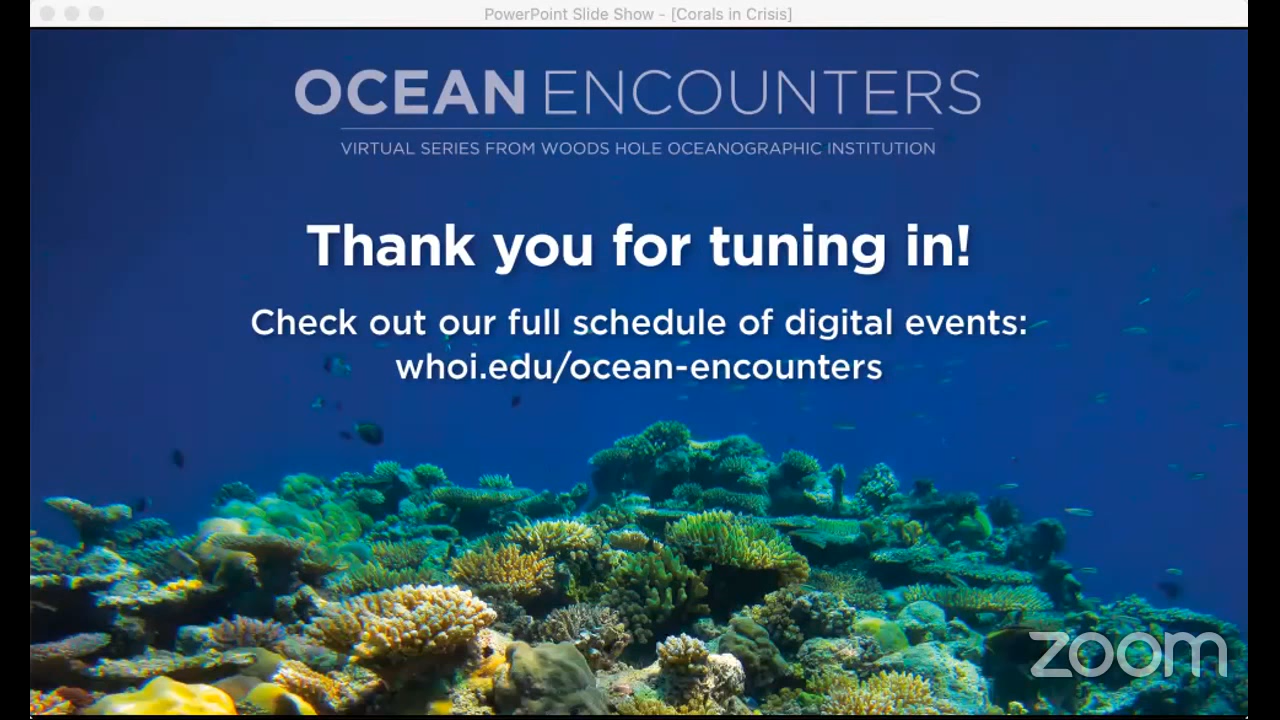 PowerPoint Slide Show - [Corals in Crisis]
OCEAN ENCOUNTERS
VIRTUAL SERIES FROM WOODS HOLE OCEANOGRAPHIC INSTITUTION
Thank you for tuning in!
Check out our full schedule of digital events:
whoi.edu/ocean-encounters
zoom